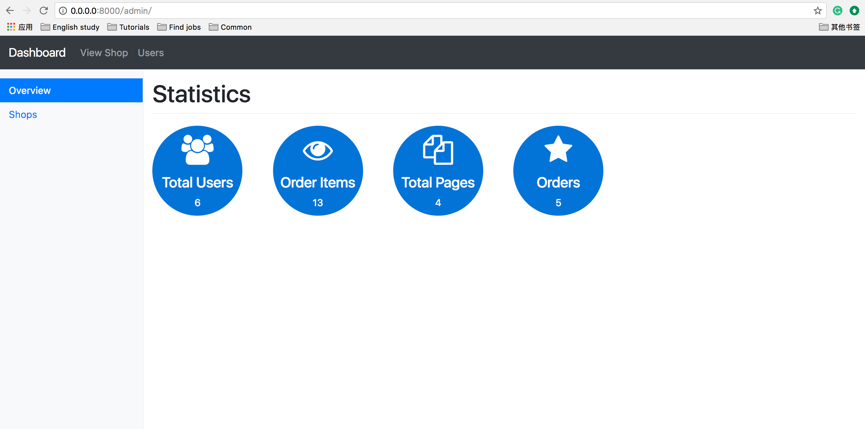 0.0.0.0:8000/admin/
应用 English study Tutorials Find jobs Common 其他书签
Dashboard View Shop Users
Overview
Shops
Statistics
Total Users Order Items Total Pages Orders
6 13 4 5